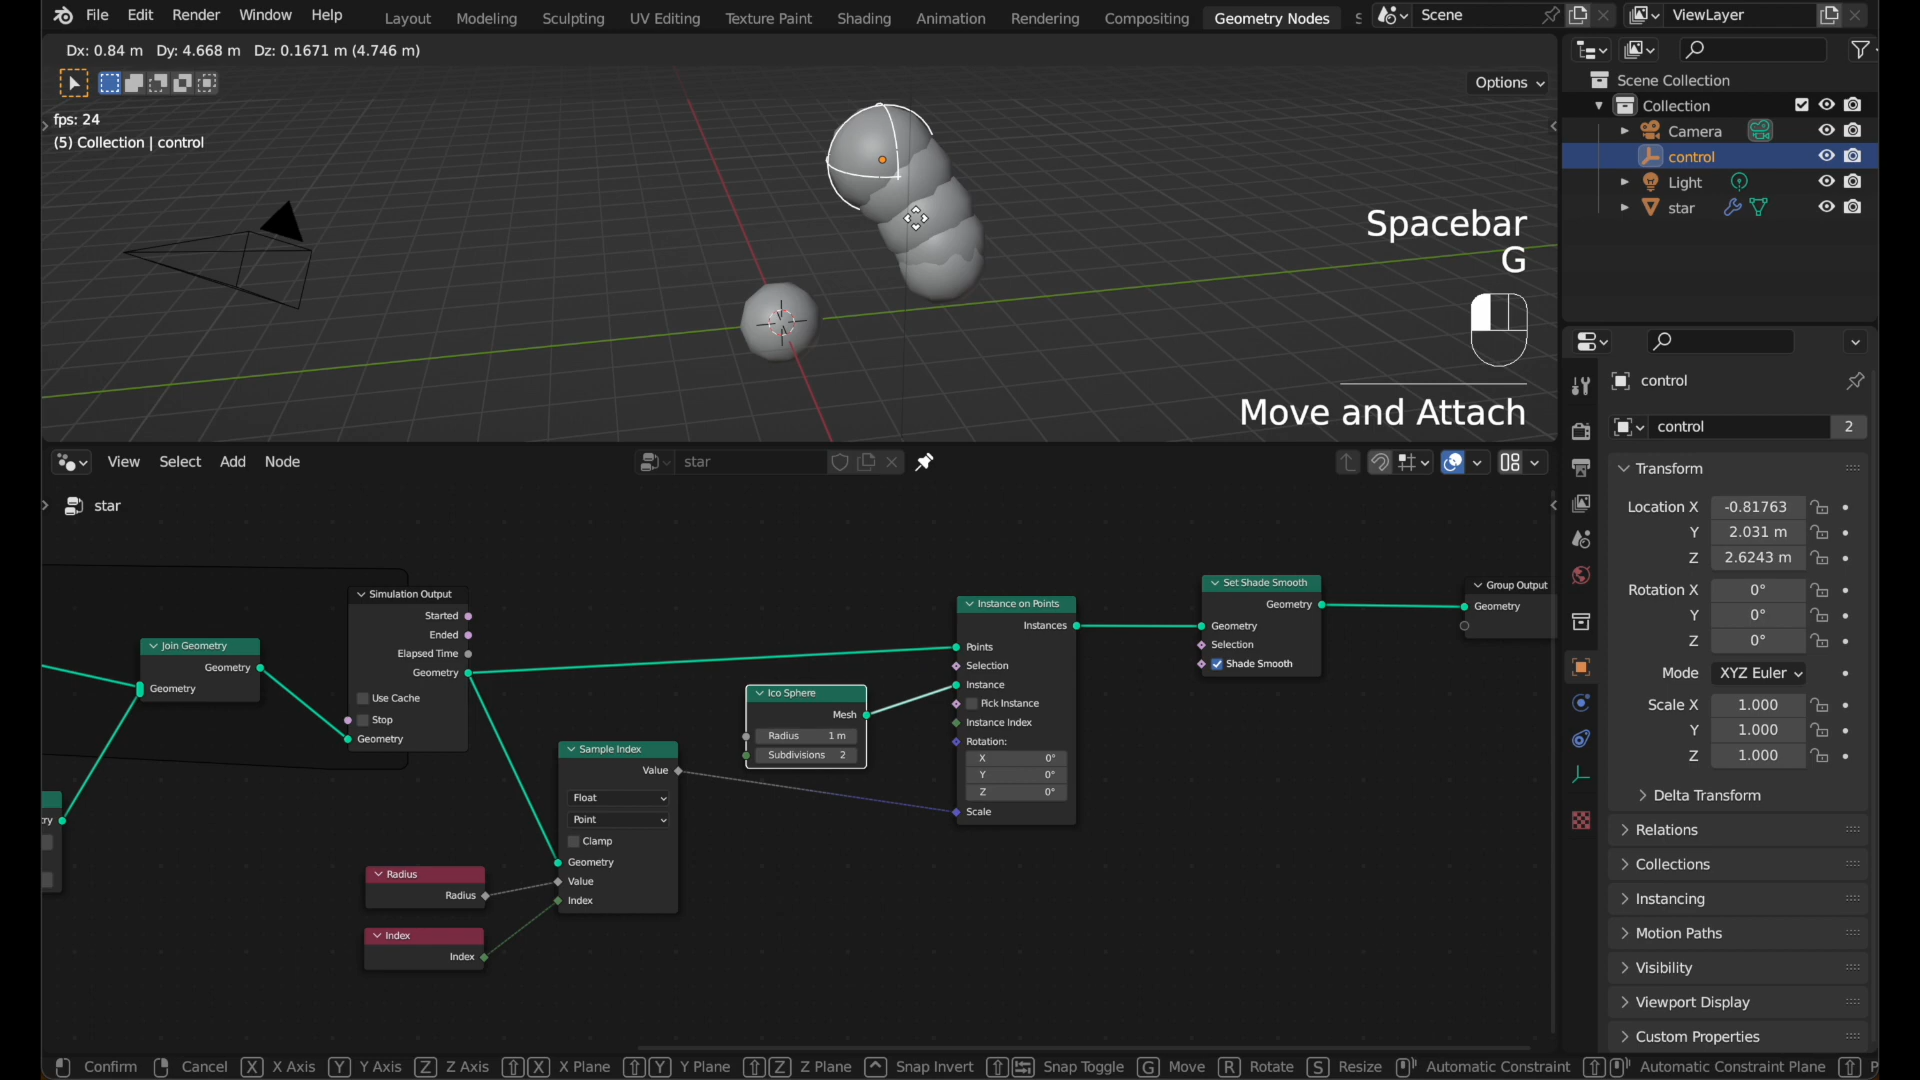 File Edit Render Window Help Layout Modeling Sculpting UV Editing Texture Paint Shading Animation Rendering Compositing Geometry Nodes Scene ViewLayer
Dx: 0.84 m Dy: 4.668 m Dz: 0.1671 m (4.746 m)
Options
fps: 24
(5) Collection | control
Spacebar
G
Move and Attach
Scene Collection
Collection
Camera
control
Light
star
View Select Add Node star
star
Join Geometry
Geometry
Geometry
Simulation Output
Started
Ended
Elapsed Time
Geometry
Use Cache
Stop
Geometry
Sample Index
Value
Float
Point
Clamp
Geometry
Value
Index
Radius
Radius
Index
Index
Ico Sphere
Mesh
Radius 1 m
Subdivisions 2
Instance on Points
Instances
Points
Selection
Instance
Pick Instance
Instance Index
Rotation:
X 0°
Y 0°
Z 0°
Scale
Set Shade Smooth
Geometry
Geometry
Selection
Shade Smooth
Group Output
Geometry
control
control 2
Transform
Location X -0.81763
Y 2.031 m
Z 2.6243 m
Rotation X 0°
Y 0°
Z 0°
Mode XYZ Euler
Scale X 1.000
Y 1.000
Z 1.000
Delta Transform
Relations
Collections
Instancing
Motion Paths
Visibility
Viewport Display
Custom Properties
Confirm Cancel X X Axis Y Y Axis Z Z Axis X X Plane Y Y Plane Z Z Plane Snap Invert Snap Toggle G Move R Rotate S Resize Automatic Constraint Automatic Constraint Plane